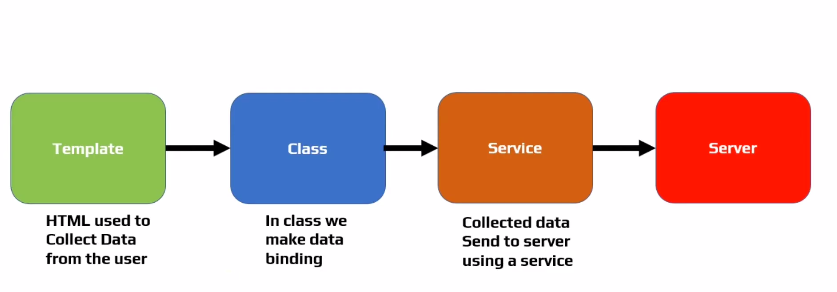 Template
Class
Service
Server
HTML used to
Collect Data
from the user
In class we
make data
binding
Collected data
Send to server
using a service